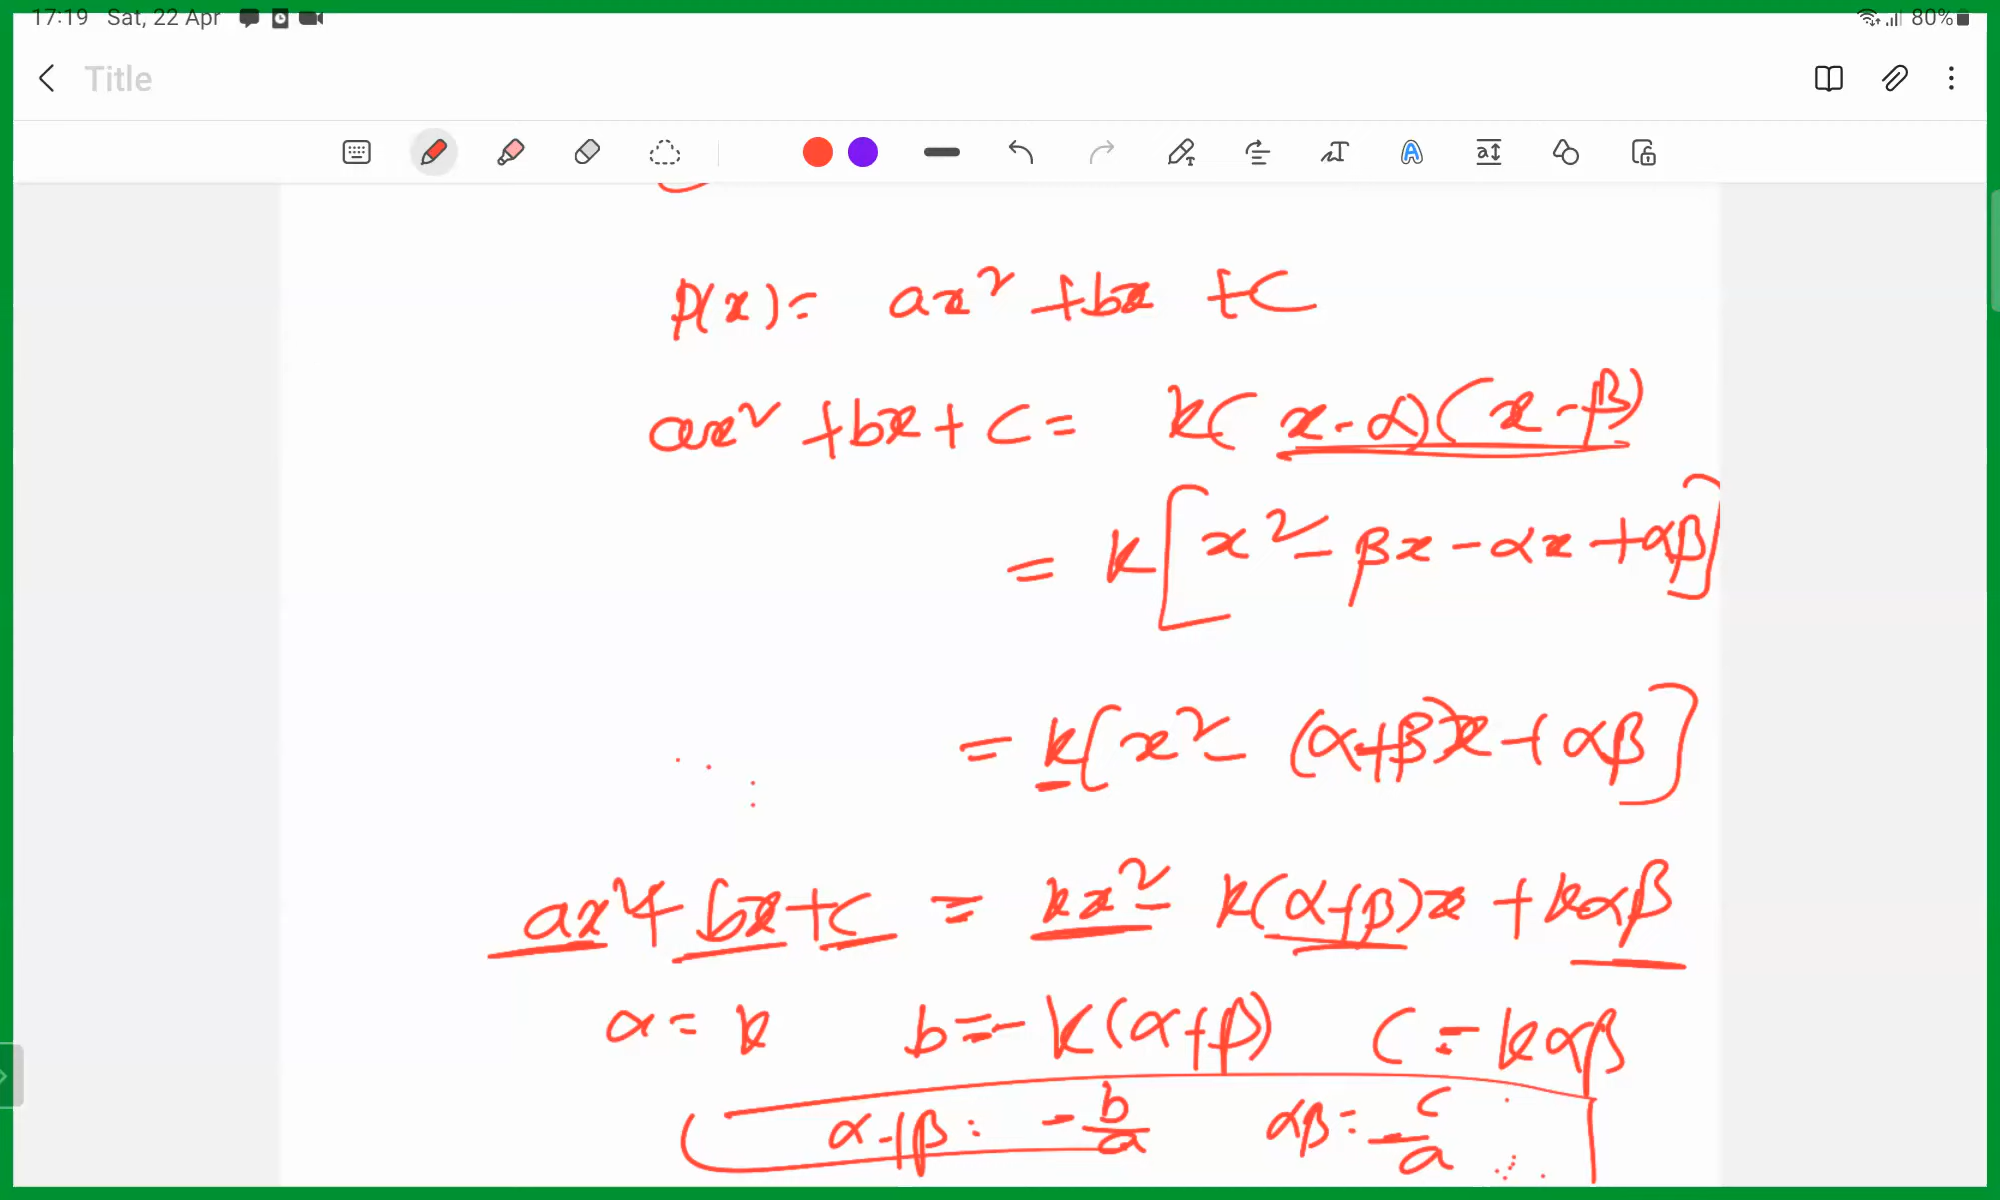 17:19 Sat, 22 Apr 80%
Title
P(x)= ax² +bx +C
ax² +bx+ C = k(x-α)(x-β)
= k[x²- βx-αx+αβ]
= k[x²- (α+β)x+αβ]
ax²+ bx+c = kx²- k(α+β)x +kαβ
α= k b=-k(α+β) C=kαβ
α+β= -b/a αβ= c/a